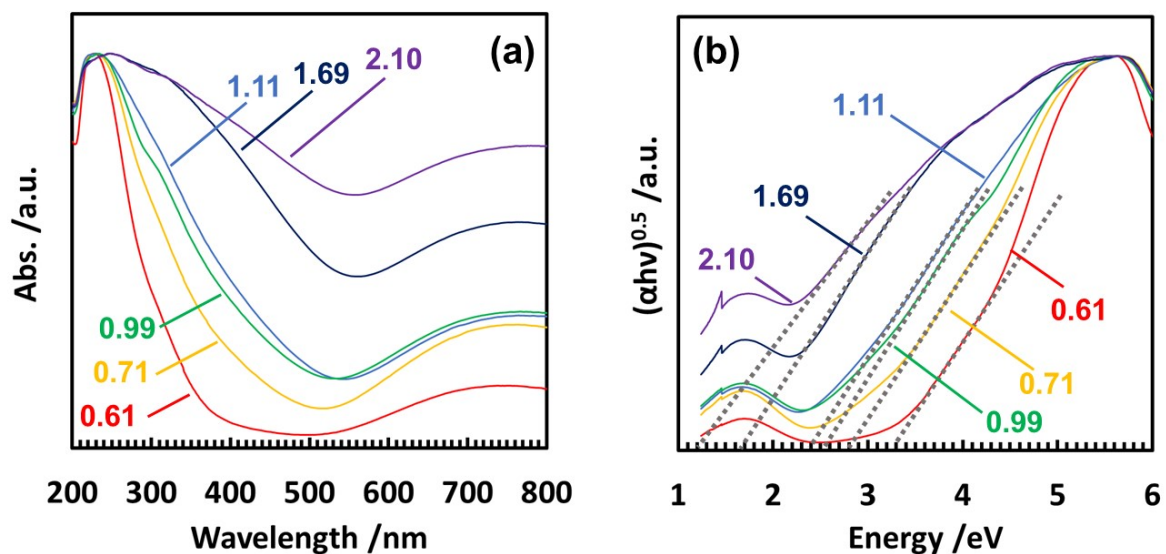 (a)
2.10
1.69
1.11
0.99
0.71
0.61
Abs. /a.u.
200 300 400 500 600 700 800
Wavelength /nm
(b)
1.11
1.69
2.10
0.61
0.71
0.99
(αhν)^0.5 /a.u.
1 2 3 4 5 6
Energy /eV